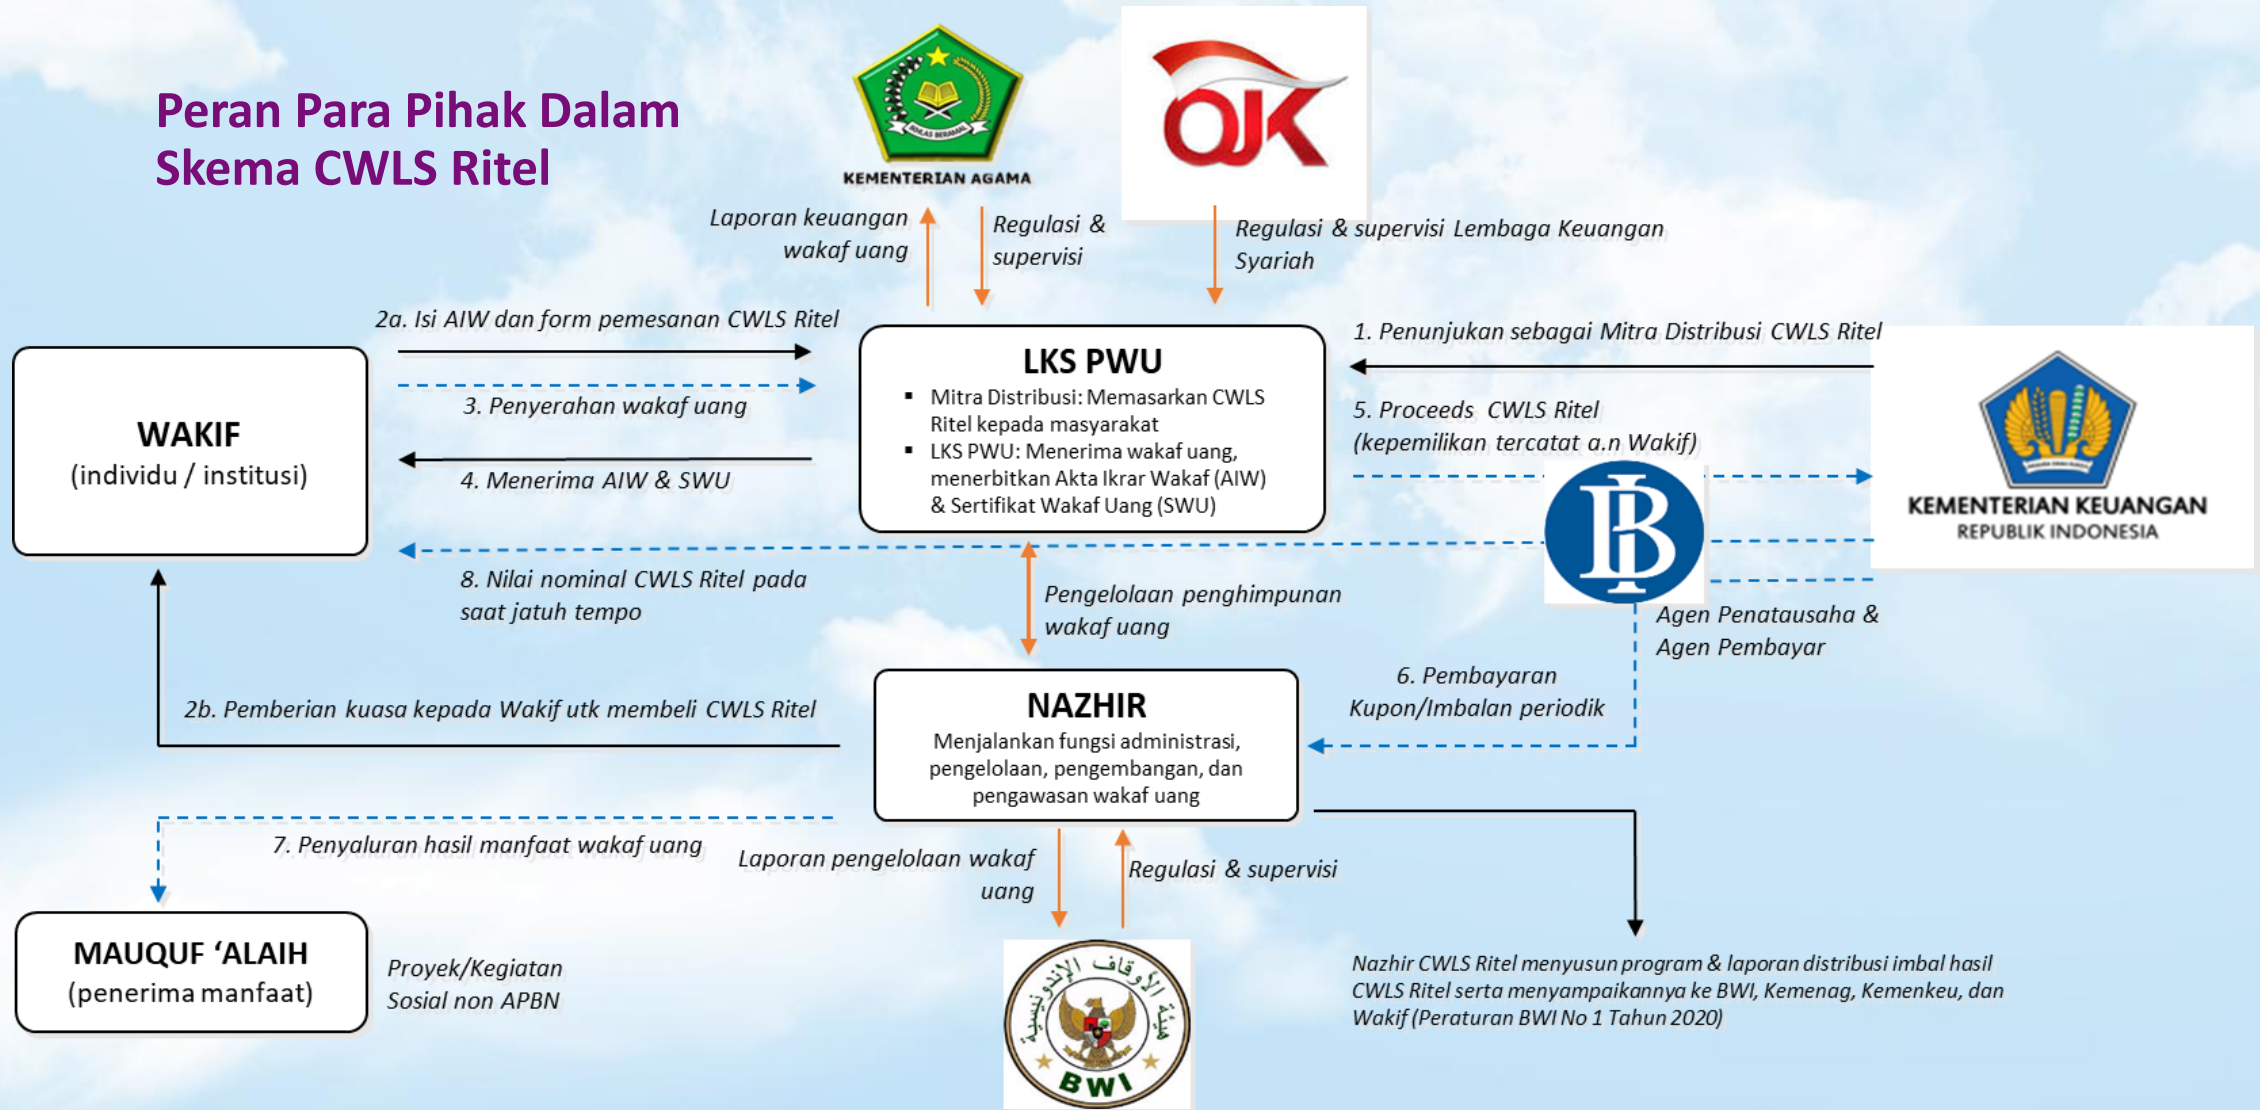 Peran Para Pihak Dalam
Skema CWLS Ritel
IKHLAS BERAMAL
KEMENTERIAN AGAMA
OJK
Laporan keuangan
wakaf uang
Regulasi &
supervisi
Regulasi & supervisi Lembaga Keuangan
Syariah
2a. Isi AIW dan form pemesanan CWLS Ritel
3. Penyerahan wakaf uang
4. Menerima AIW & SWU
WAKIF
(individu / institusi)
LKS PWU
▪ Mitra Distribusi: Memasarkan CWLS
Ritel kepada masyarakat
▪ LKS PWU: Menerima wakaf uang,
menerbitkan Akta Ikrar Wakaf (AIW)
& Sertifikat Wakaf Uang (SWU)
1. Penunjukan sebagai Mitra Distribusi CWLS Ritel
5. Proceeds CWLS Ritel
(kepemilikan tercatat a.n Wakif)
KEMENTERIAN KEUANGAN
REPUBLIK INDONESIA
BI
8. Nilai nominal CWLS Ritel pada
saat jatuh tempo
Pengelolaan penghimpunan
wakaf uang
Agen Penatausaha &
Agen Pembayar
6. Pembayaran
Kupon/Imbalan periodik
2b. Pemberian kuasa kepada Wakif utk membeli CWLS Ritel
NAZHIR
Menjalankan fungsi administrasi,
pengelolaan, pengembangan, dan
pengawasan wakaf uang
7. Penyaluran hasil manfaat wakaf uang
Laporan pengelolaan wakaf
uang
Regulasi & supervisi
MAUQUF ‘ALAIH
(penerima manfaat)
Proyek/Kegiatan
Sosial non APBN
هيئة الأوقاف الإندونيسية
BWI
Nazhir CWLS Ritel menyusun program & laporan distribusi imbal hasil
CWLS Ritel serta menyampaikannya ke BWI, Kemenag, Kemenkeu, dan
Wakif (Peraturan BWI No 1 Tahun 2020)